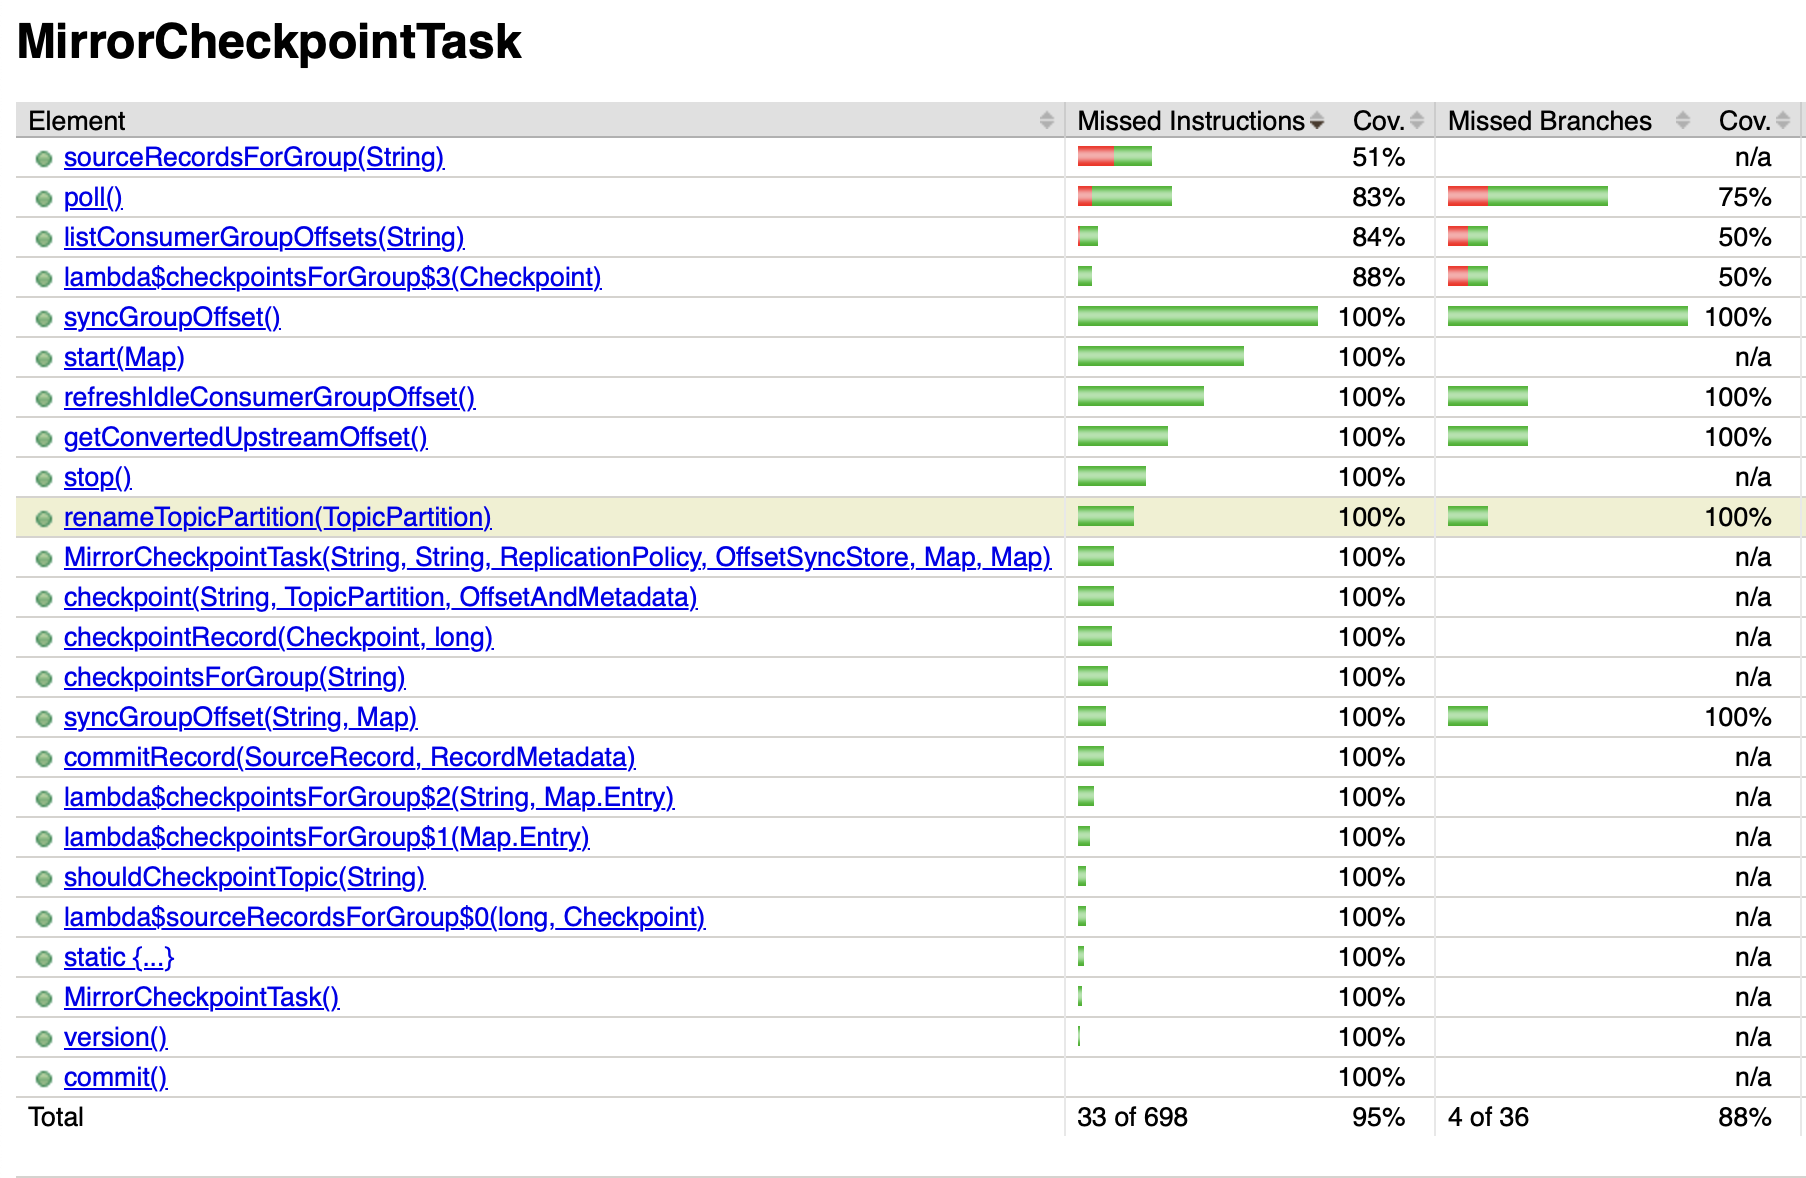 MirrorCheckpointTask
Element Missed Instructions Cov. Missed Branches Cov.
sourceRecordsForGroup(String) 51% n/a
poll() 83% 75%
listConsumerGroupOffsets(String) 84% 50%
lambda$checkpointsForGroup$3(Checkpoint) 88% 50%
syncGroupOffset() 100% 100%
start(Map) 100% n/a
refreshIdleConsumerGroupOffset() 100% 100%
getConvertedUpstreamOffset() 100% 100%
stop() 100% n/a
renameTopicPartition(TopicPartition) 100% 100%
MirrorCheckpointTask(String, String, ReplicationPolicy, OffsetSyncStore, Map, Map) 100% n/a
checkpoint(String, TopicPartition, OffsetAndMetadata) 100% n/a
checkpointRecord(Checkpoint, long) 100% n/a
checkpointsForGroup(String) 100% n/a
syncGroupOffset(String, Map) 100% 100%
commitRecord(SourceRecord, RecordMetadata) 100% n/a
lambda$checkpointsForGroup$2(String, Map.Entry) 100% n/a
lambda$checkpointsForGroup$1(Map.Entry) 100% n/a
shouldCheckpointTopic(String) 100% n/a
lambda$sourceRecordsForGroup$0(long, Checkpoint) 100% n/a
static {...} 100% n/a
MirrorCheckpointTask() 100% n/a
version() 100% n/a
commit() 100% n/a
Total 33 of 698 95% 4 of 36 88%